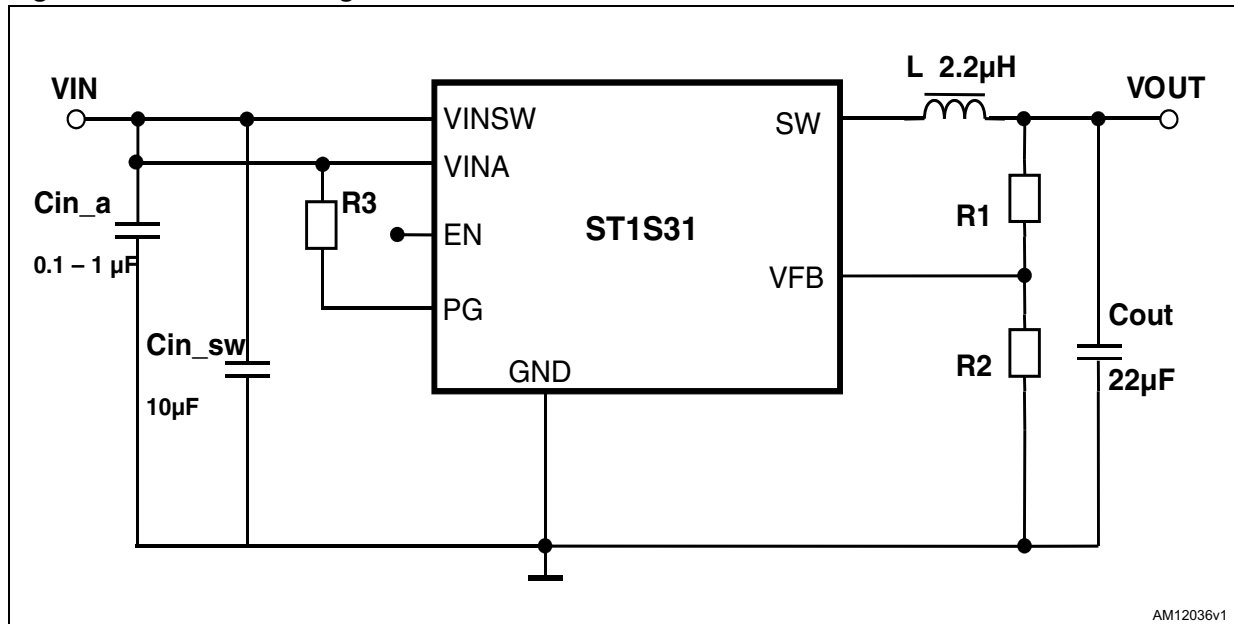 L 2.2µH
VIN
VOUT
VINSW
SW
VINA
Cin_a
R3
R1
EN
ST1S31
0.1 – 1 µF
VFB
PG
Cout
Cin_sw
R2
GND
22µF
10µF
AM12036v1